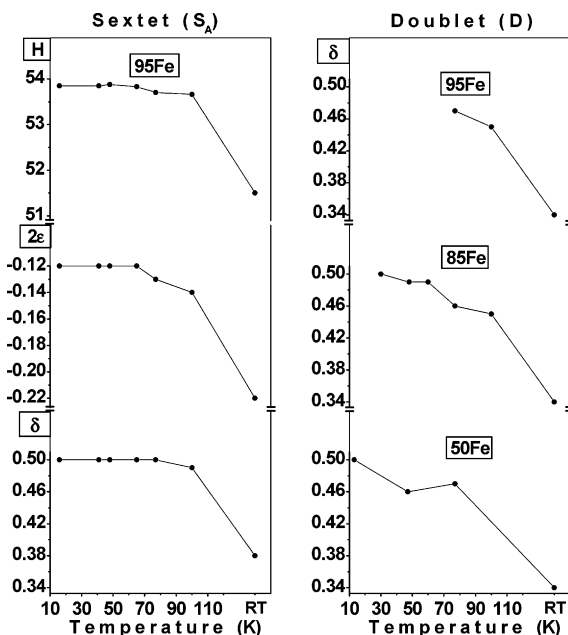 Sextet (S_A)
H
95Fe
54
53
52
51
2ε
-0.12
-0.14
-0.16
-0.18
-0.20
-0.22
δ
0.50
0.46
0.42
0.38
0.34
10 30 50 70 90 110 RT
Temperature (K)
Doublet (D)
δ
95Fe
0.50
0.46
0.42
0.38
0.34
85Fe
0.50
0.46
0.42
0.38
0.34
50Fe
0.50
0.46
0.42
0.38
0.34
10 30 50 70 90 110 RT
Temperature (K)